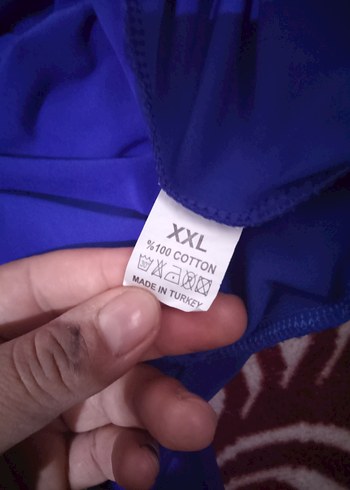 XXL
%100 COTTON
MADE IN TURKEY